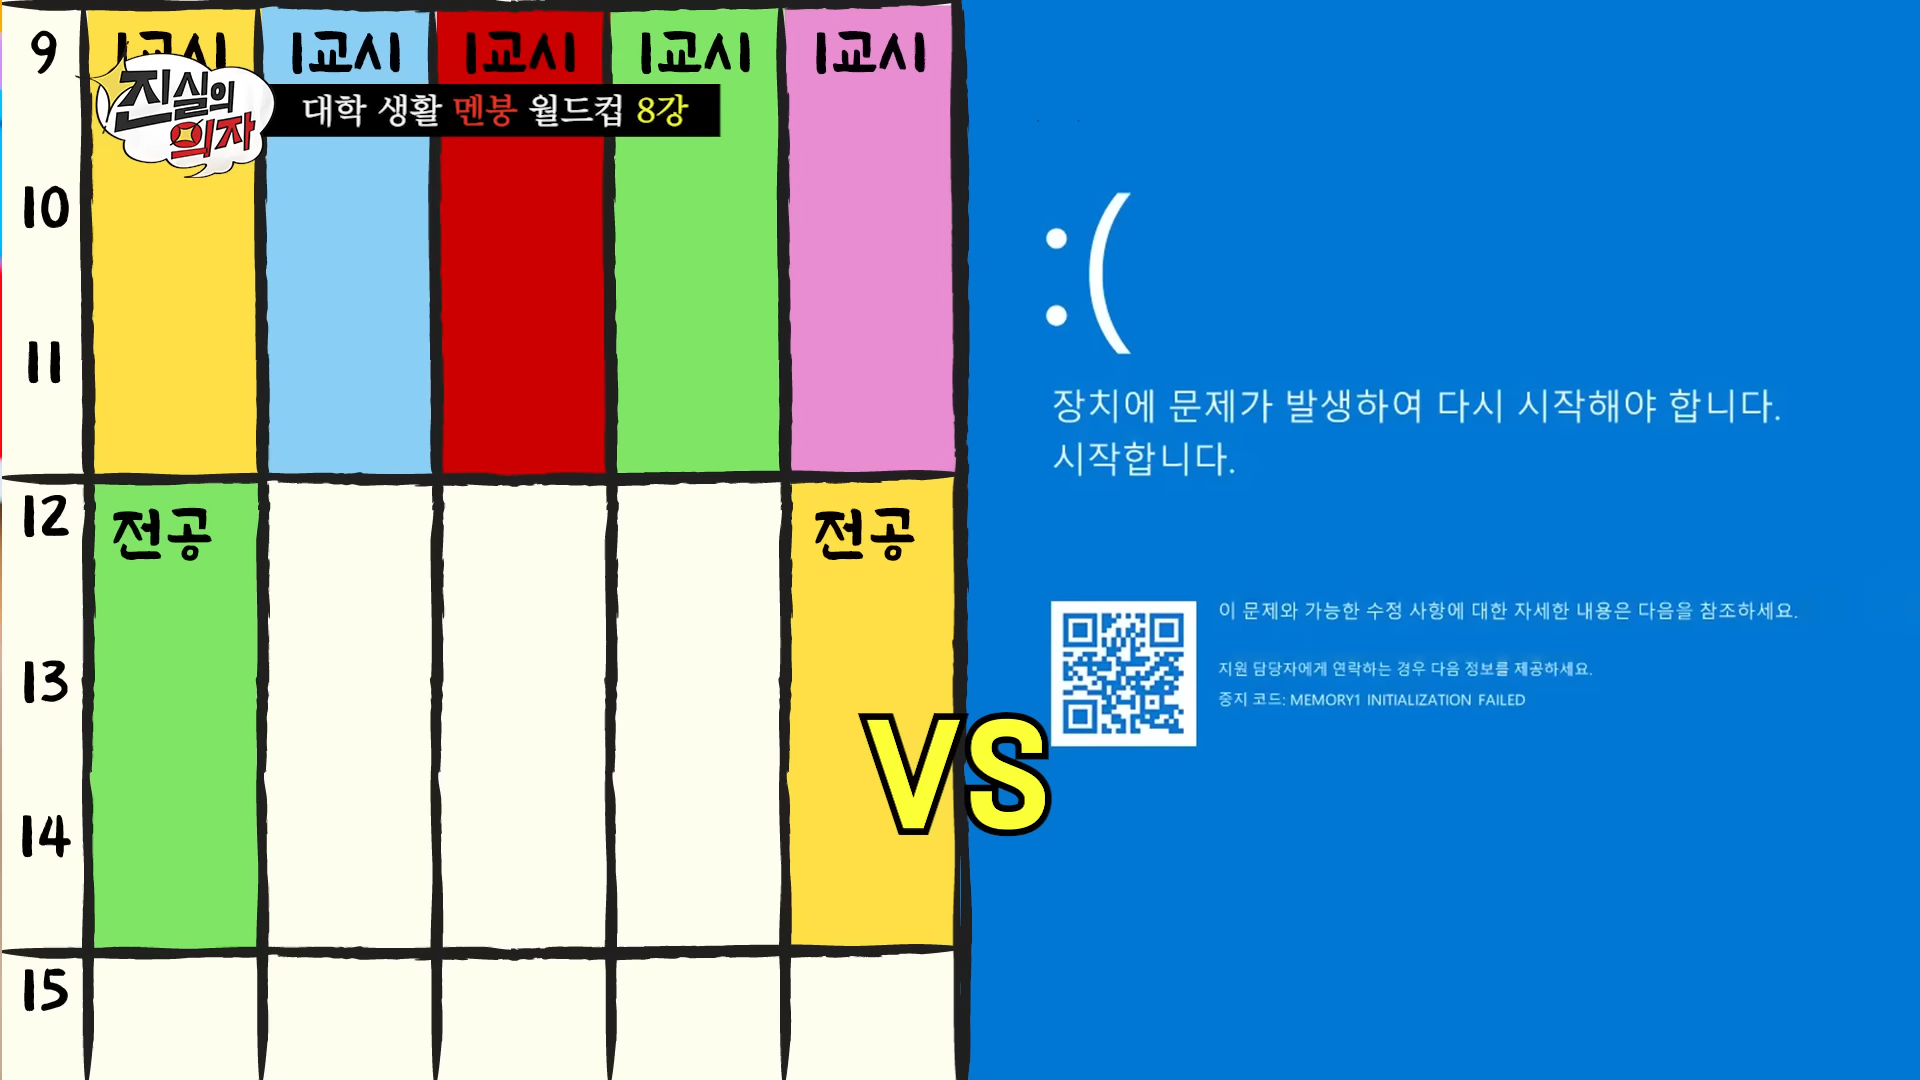 9
1교시 1교시 1교시 1교시 1교시
진실의
의자
대학 생활 멘붕 월드컵 8강
10
11
12
전공 전공
13
14
15
VS
:(
장치에 문제가 발생하여 다시 시작해야 합니다.
시작합니다.
이 문제와 가능한 수정 사항에 대한 자세한 내용은 다음을 참조하세요.
지원 담당자에게 연락하는 경우 다음 정보를 제공하세요.
중지 코드: MEMORY1 INITIALIZATION FAILED